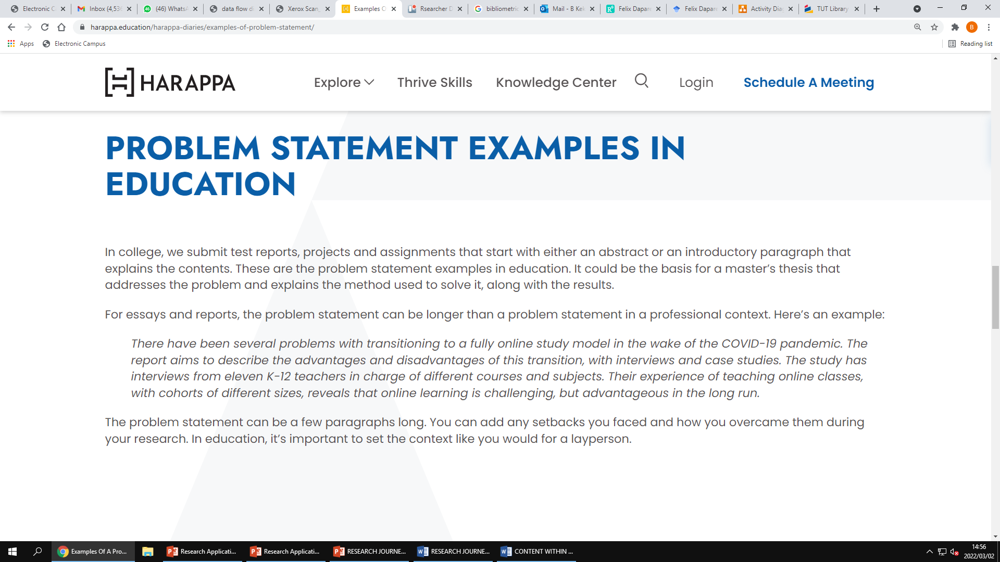 Electronic C
Inbox (4,536
(46) WhatsA
data flow di
Xerox Scan_
Examples O
Rsearcher D
bibliometric
Mail - B Kek
Felix Dapare
Felix Dapare
Activity Diag
TUT Library
harappa.education/harappa-diaries/examples-of-problem-statement/
B
Apps
Electronic Campus
Reading list
HARAPPA
Explore
Thrive Skills
Knowledge Center
Login
Schedule A Meeting
PROBLEM STATEMENT EXAMPLES IN
EDUCATION
In college, we submit test reports, projects and assignments that start with either an abstract or an introductory paragraph that
explains the contents. These are the problem statement examples in education. It could be the basis for a master’s thesis that
addresses the problem and explains the method used to solve it, along with the results.
For essays and reports, the problem statement can be longer than a problem statement in a professional context. Here’s an example:
There have been several problems with transitioning to a fully online study model in the wake of the COVID-19 pandemic. The
report aims to describe the advantages and disadvantages of this transition, with interviews and case studies. The study has
interviews from eleven K-12 teachers in charge of different courses and subjects. Their experience of teaching online classes,
with cohorts of different sizes, reveals that online learning is challenging, but advantageous in the long run.
The problem statement can be a few paragraphs long. You can add any setbacks you faced and how you overcame them during
your research. In education, it’s important to set the context like you would for a layperson.
Examples Of A Pro...
Research Applicati...
Research Applicati...
RESEARCH JOURNE...
RESEARCH JOURNE...
CONTENT WITHIN ...
14:56
2022/03/02